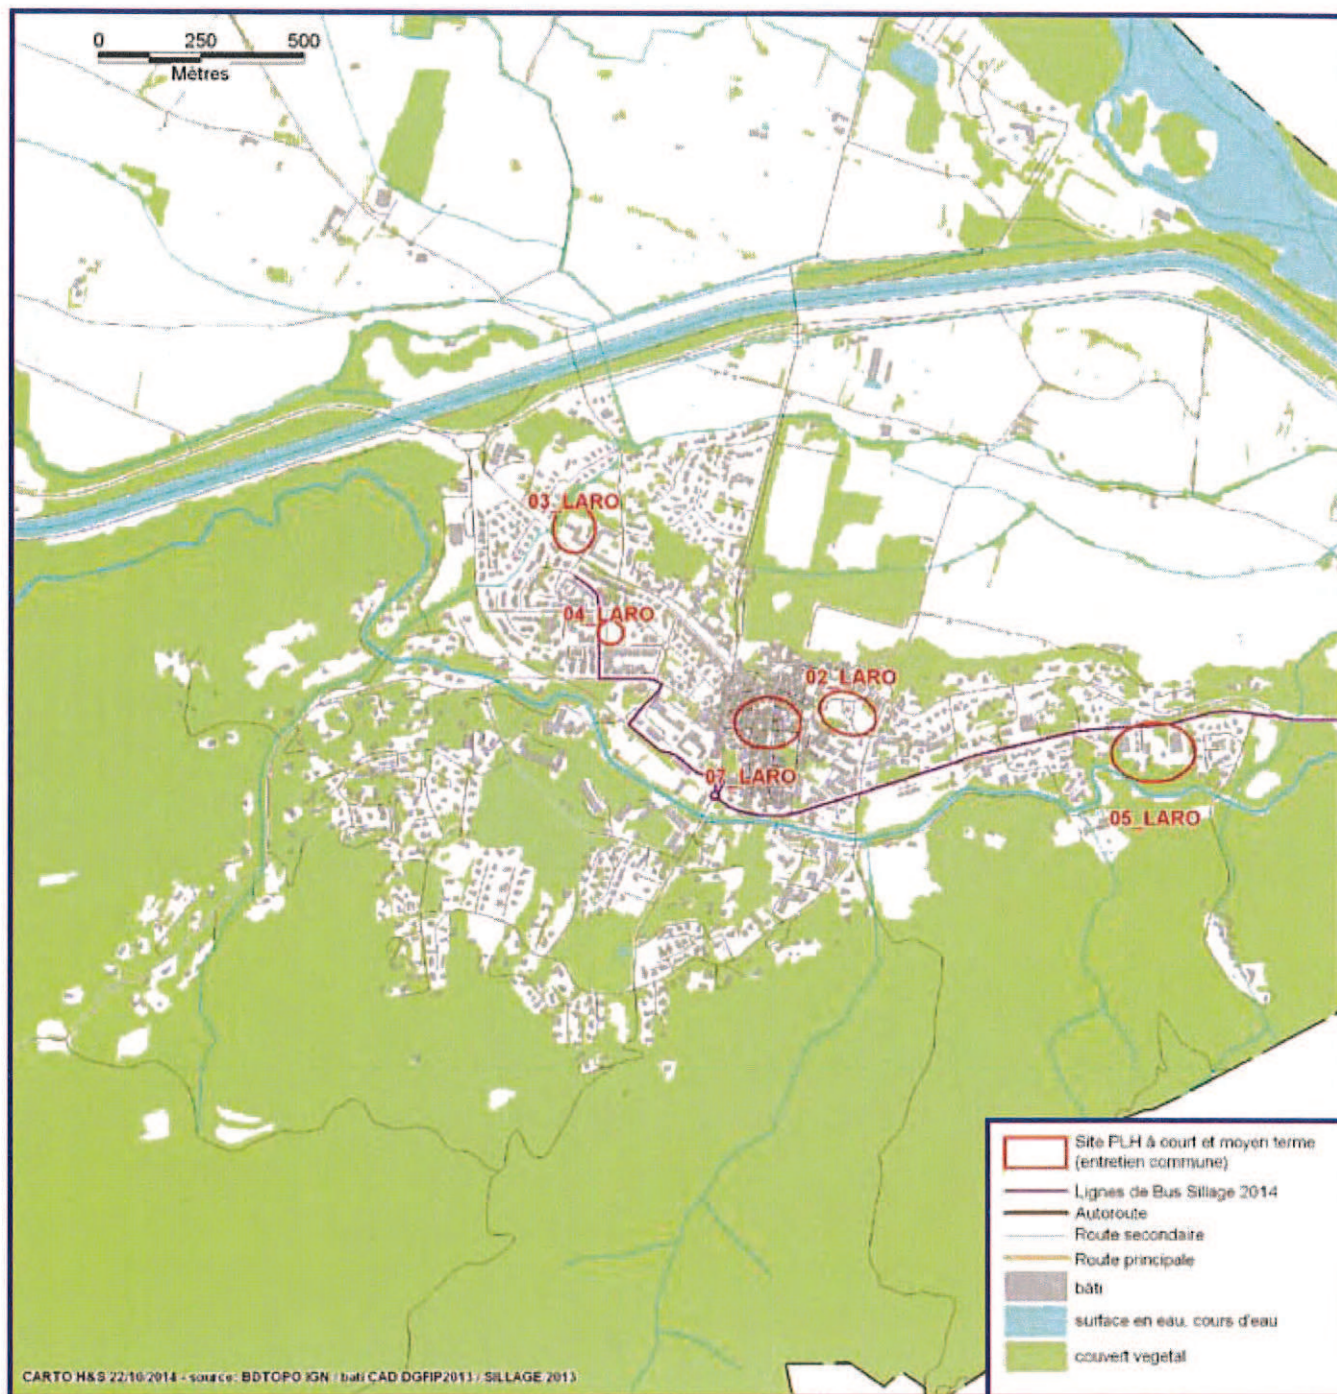 0 250 500
Mètres
03_LARO
04_LARO
02_LARO
07_LARO
05_LARO
Site PLH à court et moyen terme
(entretien commune)
Lignes de Bus Sillage 2014
Autoroute
Route secondaire
Route principale
bâti
surface en eau, cours d'eau
couvert vegetal
CARTO H&S 22/10/2014 - source: BDTOPO IGN / bati CAD DGFIP2013 / SILLAGE 2013